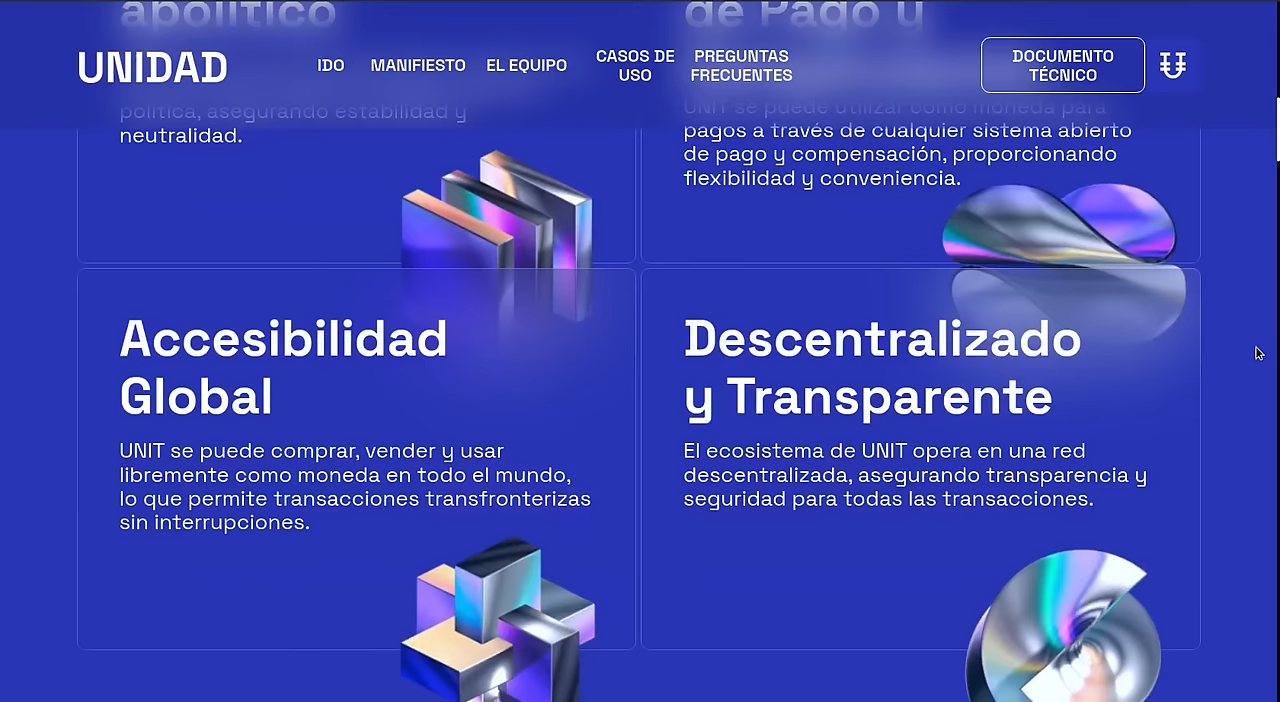 apolítico
de Pago y
UNIDAD
IDO
MANIFIESTO
EL EQUIPO
CASOS DE
USO
PREGUNTAS
FRECUENTES
DOCUMENTO
TÉCNICO
política, asegurando estabilidad y
neutralidad.
UNIT se puede utilizar como moneda para
pagos a través de cualquier sistema abierto
de pago y compensación, proporcionando
flexibilidad y conveniencia.
Accesibilidad
Global
UNIT se puede comprar, vender y usar
libremente como moneda en todo el mundo,
lo que permite transacciones transfronterizas
sin interrupciones.
Descentralizado
y Transparente
El ecosistema de UNIT opera en una red
descentralizada, asegurando transparencia y
seguridad para todas las transacciones.